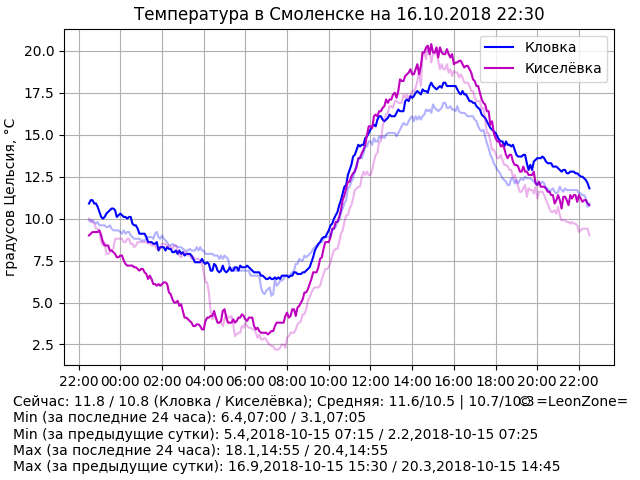 Температура в Смоленске на 16.10.2018 22:30
градусов Цельсия, °C
20.0
17.5
15.0
12.5
10.0
7.5
5.0
2.5
Кловка
Киселёвка
22:00 00:00 02:00 04:00 06:00 08:00 10:00 12:00 14:00 16:00 18:00 20:00 22:00
Сейчас: 11.8 / 10.8 (Кловка / Киселёвка); Средняя: 11.6/10.5 | 10.7/10.3
© =LeonZone=
Min (за последние 24 часа): 6.4,07:00 / 3.1,07:05
Min (за предыдущие сутки): 5.4,2018-10-15 07:15 / 2.2,2018-10-15 07:25
Max (за последние 24 часа): 18.1,14:55 / 20.4,14:55
Max (за предыдущие сутки): 16.9,2018-10-15 15:30 / 20.3,2018-10-15 14:45